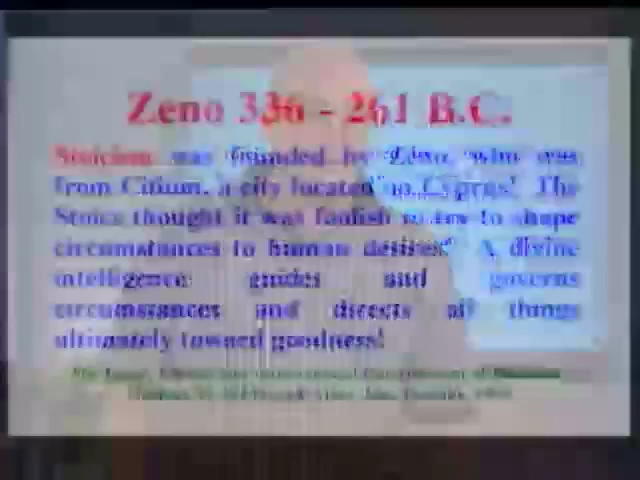 Zeno 336 - 261 B.C.
Stoicism was founded by Zeno, who was
from Citium, a city located on Cyprus! The
Stoics thought it was foolish to try to shape
circumstances to human desires! A divine
intelligence guides and governs
circumstances and directs all things
ultimately toward goodness!